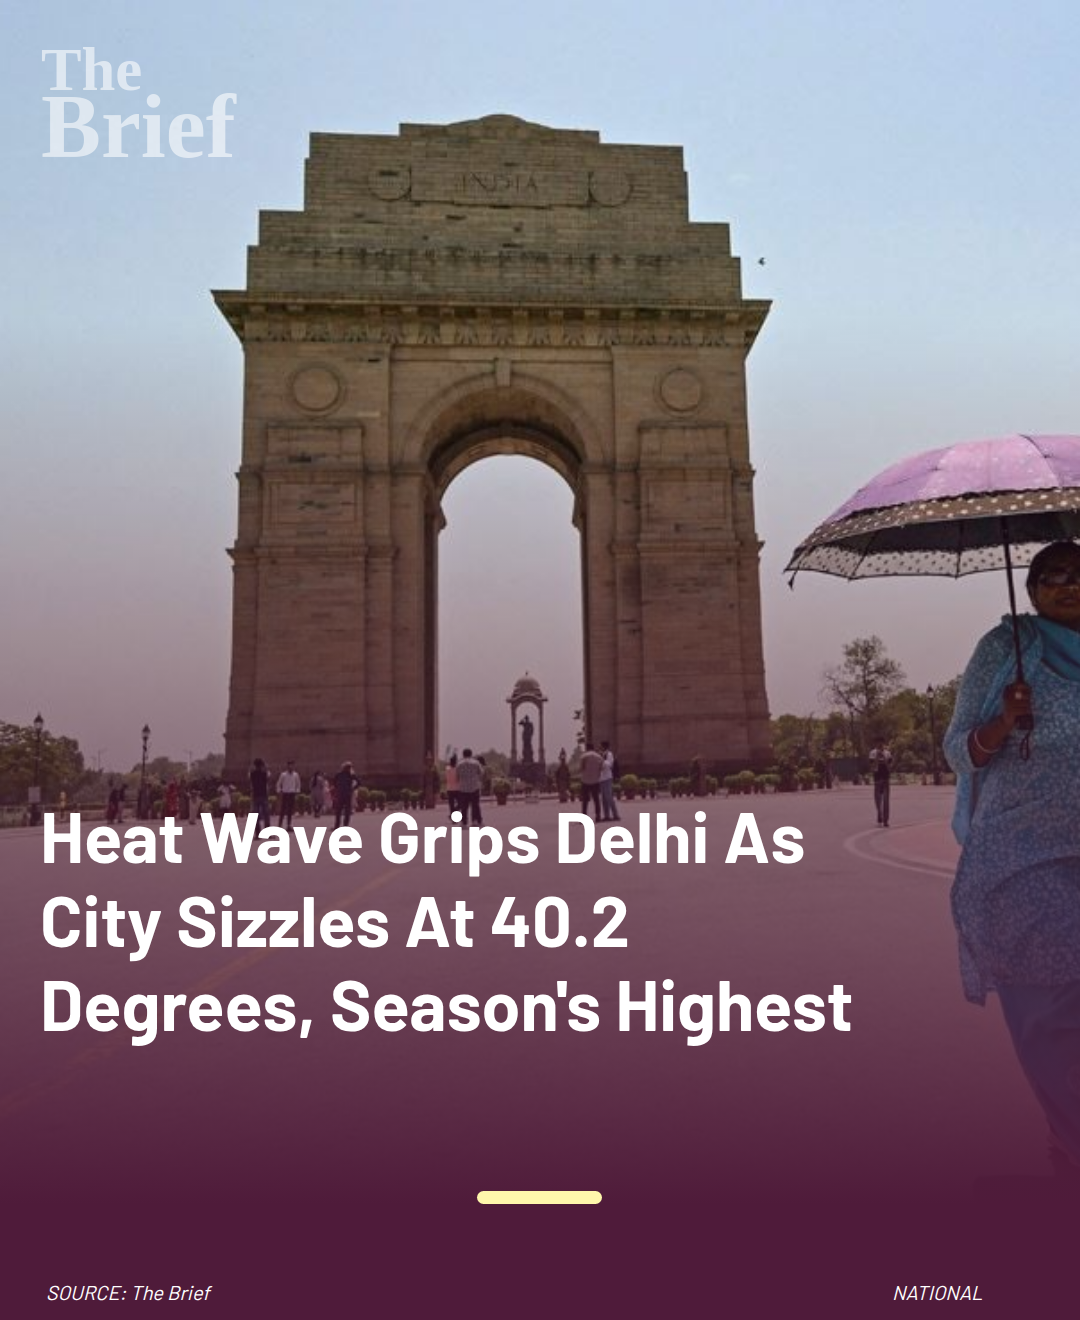 The
Brief
INDIA
Heat Wave Grips Delhi As
City Sizzles At 40.2
Degrees, Season's Highest
SOURCE: The Brief
NATIONAL